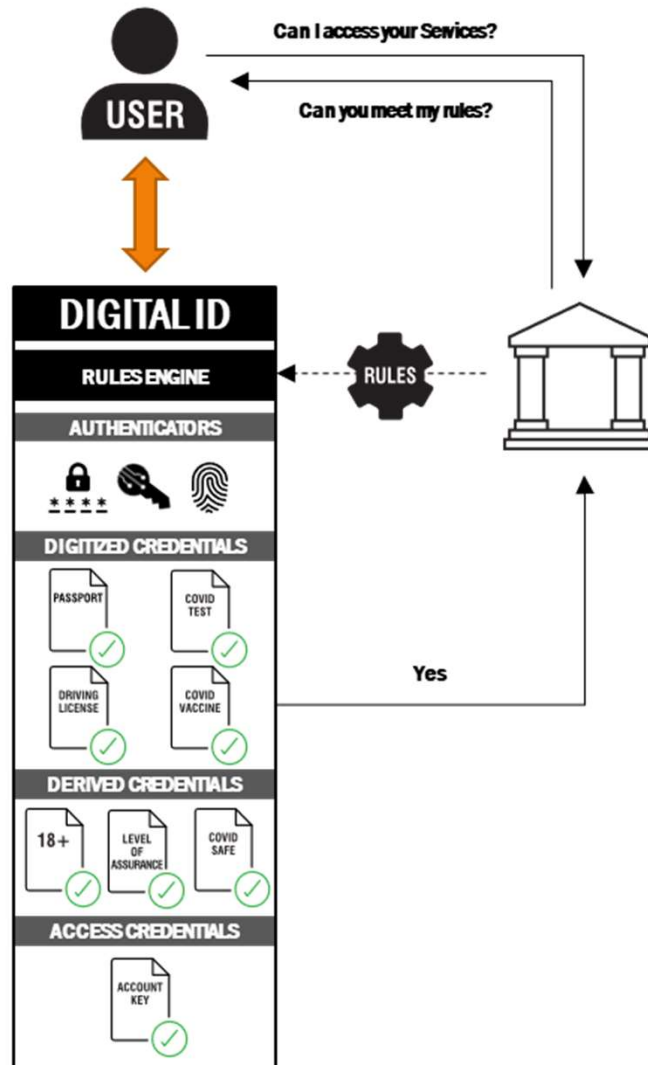 Can I access your Services?
Can you meet my rules?
USER
DIGITAL ID
RULES ENGINE
RULES
AUTHENTICATORS
* * * *
DIGITIZED CREDENTIALS
PASSPORT
COVID
TEST
DRIVING
LICENSE
COVID
VACCINE
Yes
DERIVED CREDENTIALS
18+
LEVEL
OF
ASSURANCE
COVID
SAFE
ACCESS CREDENTIALS
ACCOUNT
KEY